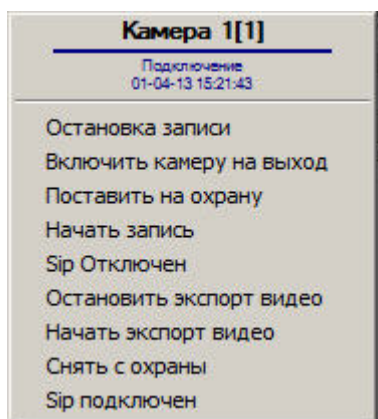 Камера 1[1]
Подключение
01-04-13 15:21:43
Остановка записи
Включить камеру на выход
Поставить на охрану
Начать запись
Sip Отключен
Остановить экспорт видео
Начать экспорт видео
Снять с охраны
Sip подключен